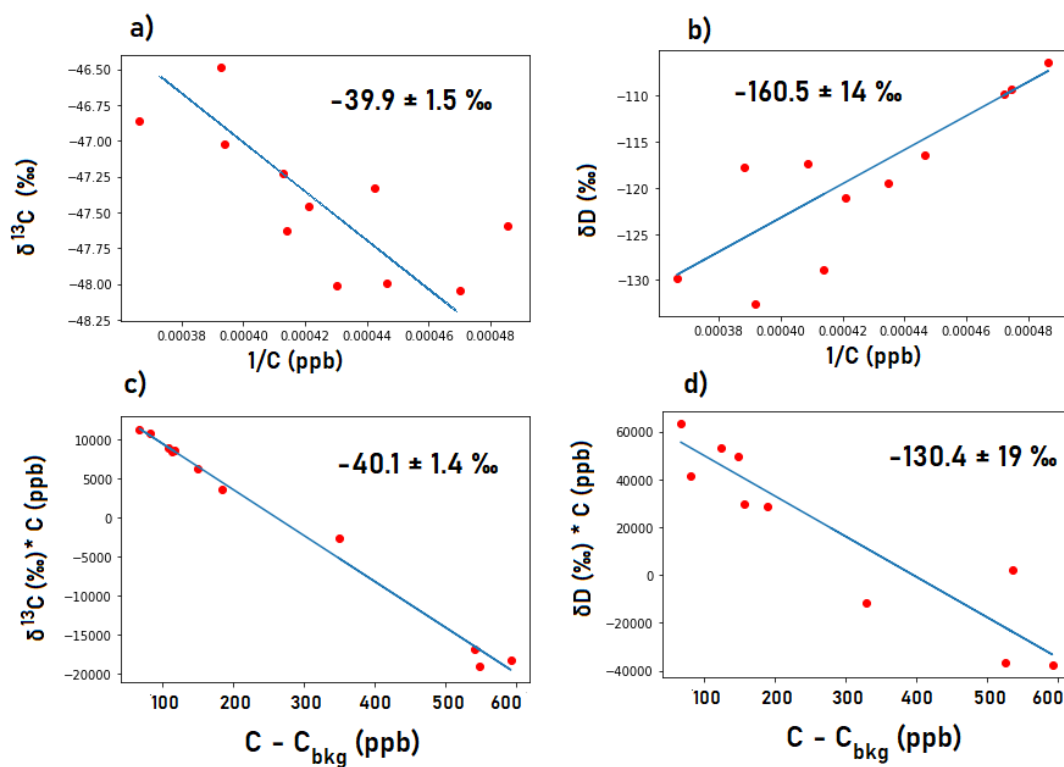 a)
−39.9 ± 1.5 ‰
−46.50
−46.75
−47.00
−47.25
−47.50
−47.75
−48.00
−48.25
δ¹³C (‰)
0.00038 0.00040 0.00042 0.00044 0.00046 0.00048
1/C (ppb)
b)
−160.5 ± 14 ‰
−110
−115
−120
−125
−130
δD (‰)
0.00038 0.00040 0.00042 0.00044 0.00046 0.00048
1/C (ppb)
c)
−40.1 ± 1.4 ‰
10000
5000
0
−5000
−10000
−15000
−20000
δ¹³C (‰)* C (ppb)
100 200 300 400 500 600
C - Cbkg (ppb)
d)
−130.4 ± 19 ‰
60000
40000
20000
0
−20000
−40000
δD (‰) * C (ppb)
100 200 300 400 500 600
C - Cbkg (ppb)